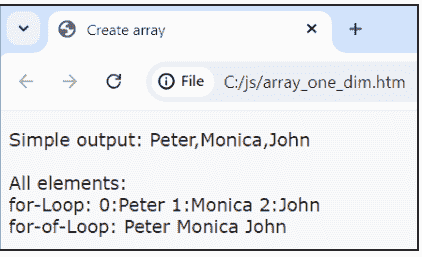 Create array
File C:/js/array_one_dim.htm
Simple output: Peter,Monica,John
All elements:
for-Loop: 0:Peter 1:Monica 2:John
for-of-Loop: Peter Monica John